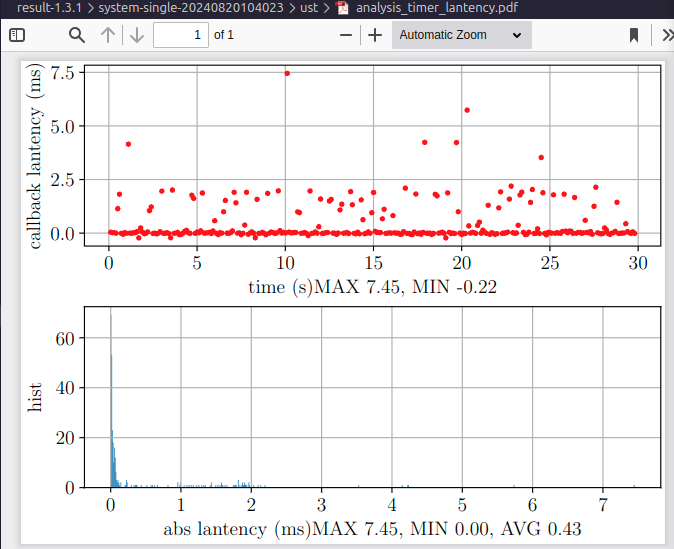 result-1.3.1 > system-single-20240820104023 > ust > analysis_timer_lantency.pdf
1 of 1 — + Automatic Zoom
callback lantency (ms)
7.5
5.0
2.5
0.0
0 5 10 15 20 25 30
time (s)MAX 7.45, MIN -0.22
hist
60
40
20
0
0 1 2 3 4 5 6 7
abs lantency (ms)MAX 7.45, MIN 0.00, AVG 0.43